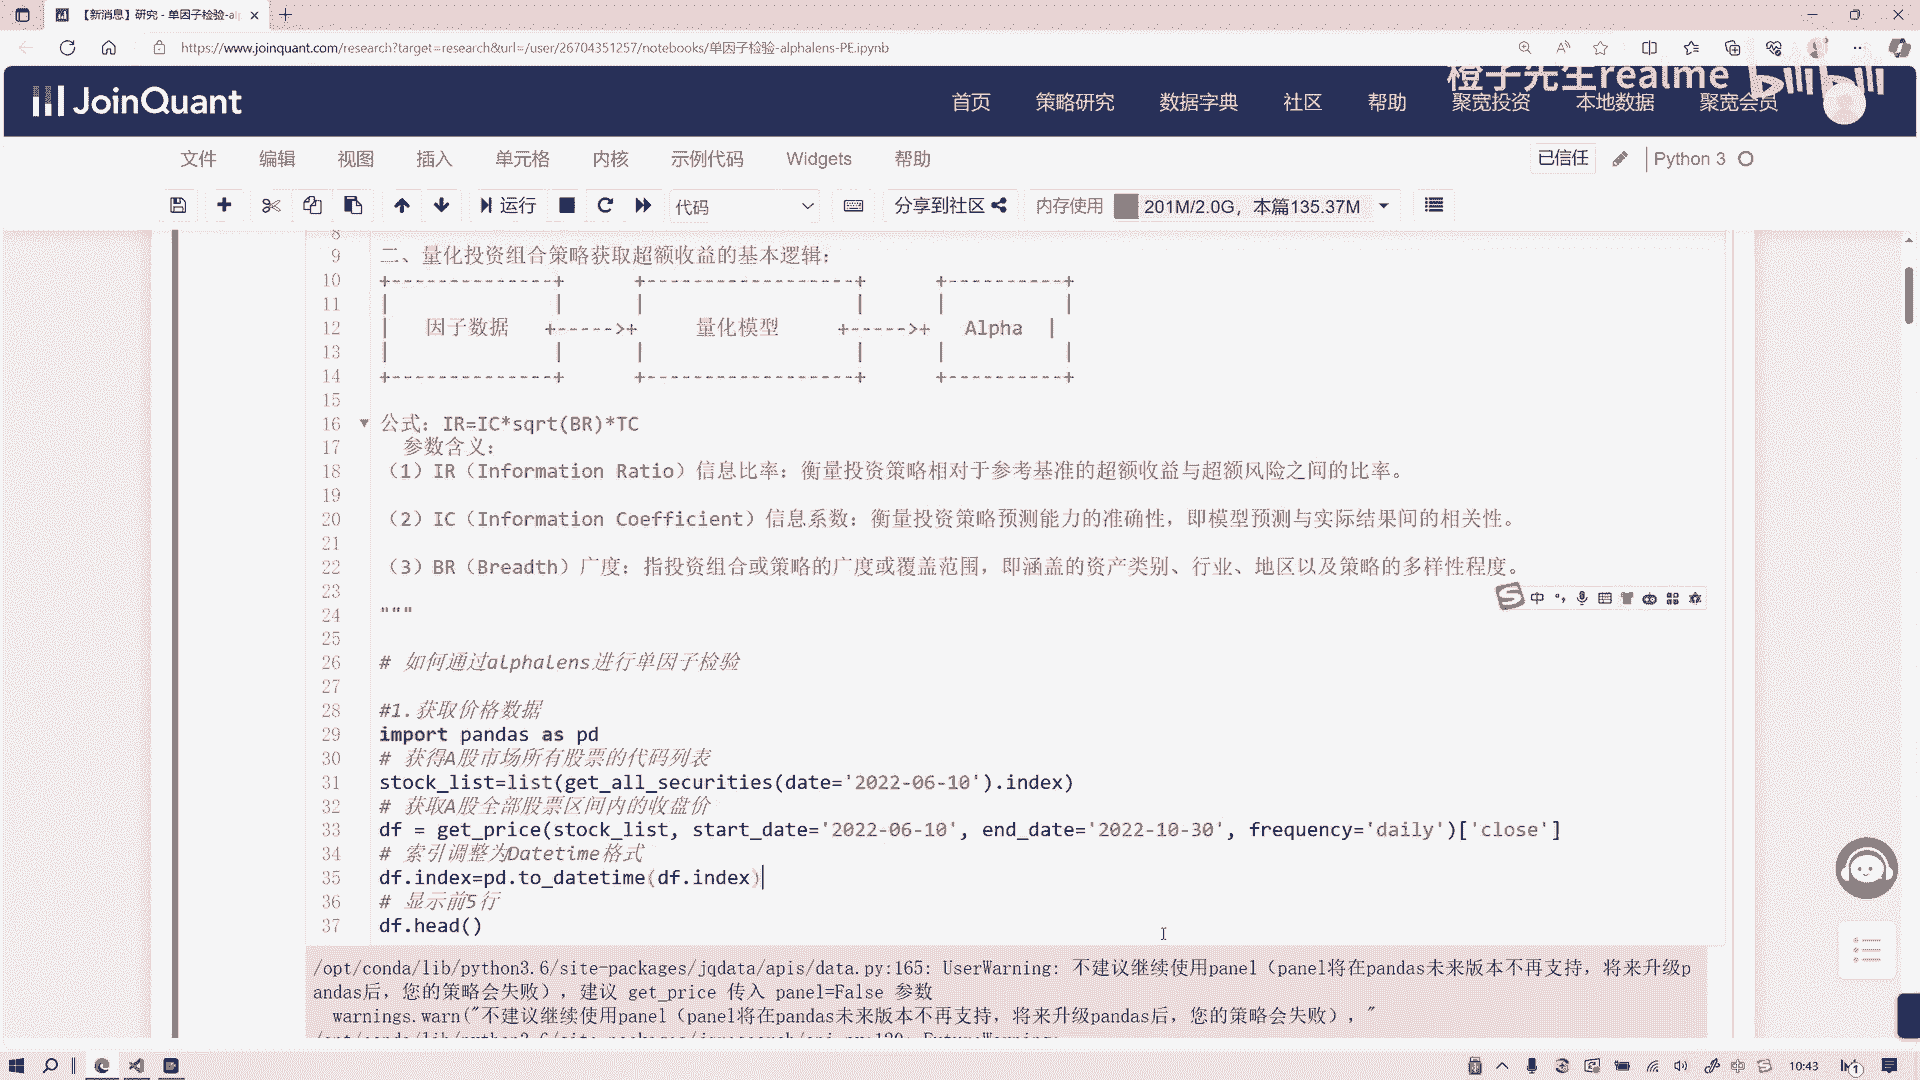 【新消息】研究 - 单因子检验-al
https://www.joinquant.com/research?target=research&url=/user/26704351257/notebooks/单因子检验-alphalens-PE.ipynb
橙子先生realme bilibili
JoinQuant
首页 策略研究 数据字典 社区 帮助 聚宽投资 本地数据 聚宽会员
文件 编辑 视图 插入 单元格 内核 示例代码 Widgets 帮助 已信任 Python 3
运行 代码 分享到社区 内存使用 201M/2.0G，本篇135.37M
8
9 二、量化投资组合策略获取超额收益的基本逻辑：
10 +--------------+ +------------------+ +----------+
11 | | | | | |
12 | 因子数据 +----->+ 量化模型 +----->+ Alpha |
13 | | | | | |
14 +--------------+ +------------------+ +----------+
15
16 公式：IR=IC*sqrt(BR)*TC
17 参数含义：
18 （1）IR（Information Ratio）信息比率：衡量投资策略相对于参考基准的超额收益与超额风险之间的比率。
19
20 （2）IC（Information Coefficient）信息系数：衡量投资策略预测能力的准确性，即模型预测与实际结果间的相关性。
21
22 （3）BR（Breadth）广度：指投资组合或策略的广度或覆盖范围，即涵盖的资产类别、行业、地区以及策略的多样性程度。
23
24 """
25
26 # 如何通过alphalens进行单因子检验
27
28 #1.获取价格数据
29 import pandas as pd
30 # 获得A股市场所有股票的代码列表
31 stock_list=list(get_all_securities(date='2022-06-10').index)
32 # 获取A股全部股票区间内的收盘价
33 df = get_price(stock_list, start_date='2022-06-10', end_date='2022-10-30', frequency='daily')['close']
34 # 索引调整为Datetime格式
35 df.index=pd.to_datetime(df.index)
36 # 显示前5行
37 df.head()
中
/opt/conda/lib/python3.6/site-packages/jqdata/apis/data.py:165: UserWarning: 不建议继续使用panel（panel将在pandas未来版本不再支持，将来升级p
andas后，您的策略会失败），建议 get_price 传入 panel=False 参数
warnings.warn("不建议继续使用panel（panel将在pandas未来版本不再支持，将来升级pandas后，您的策略会失败），"
10:43